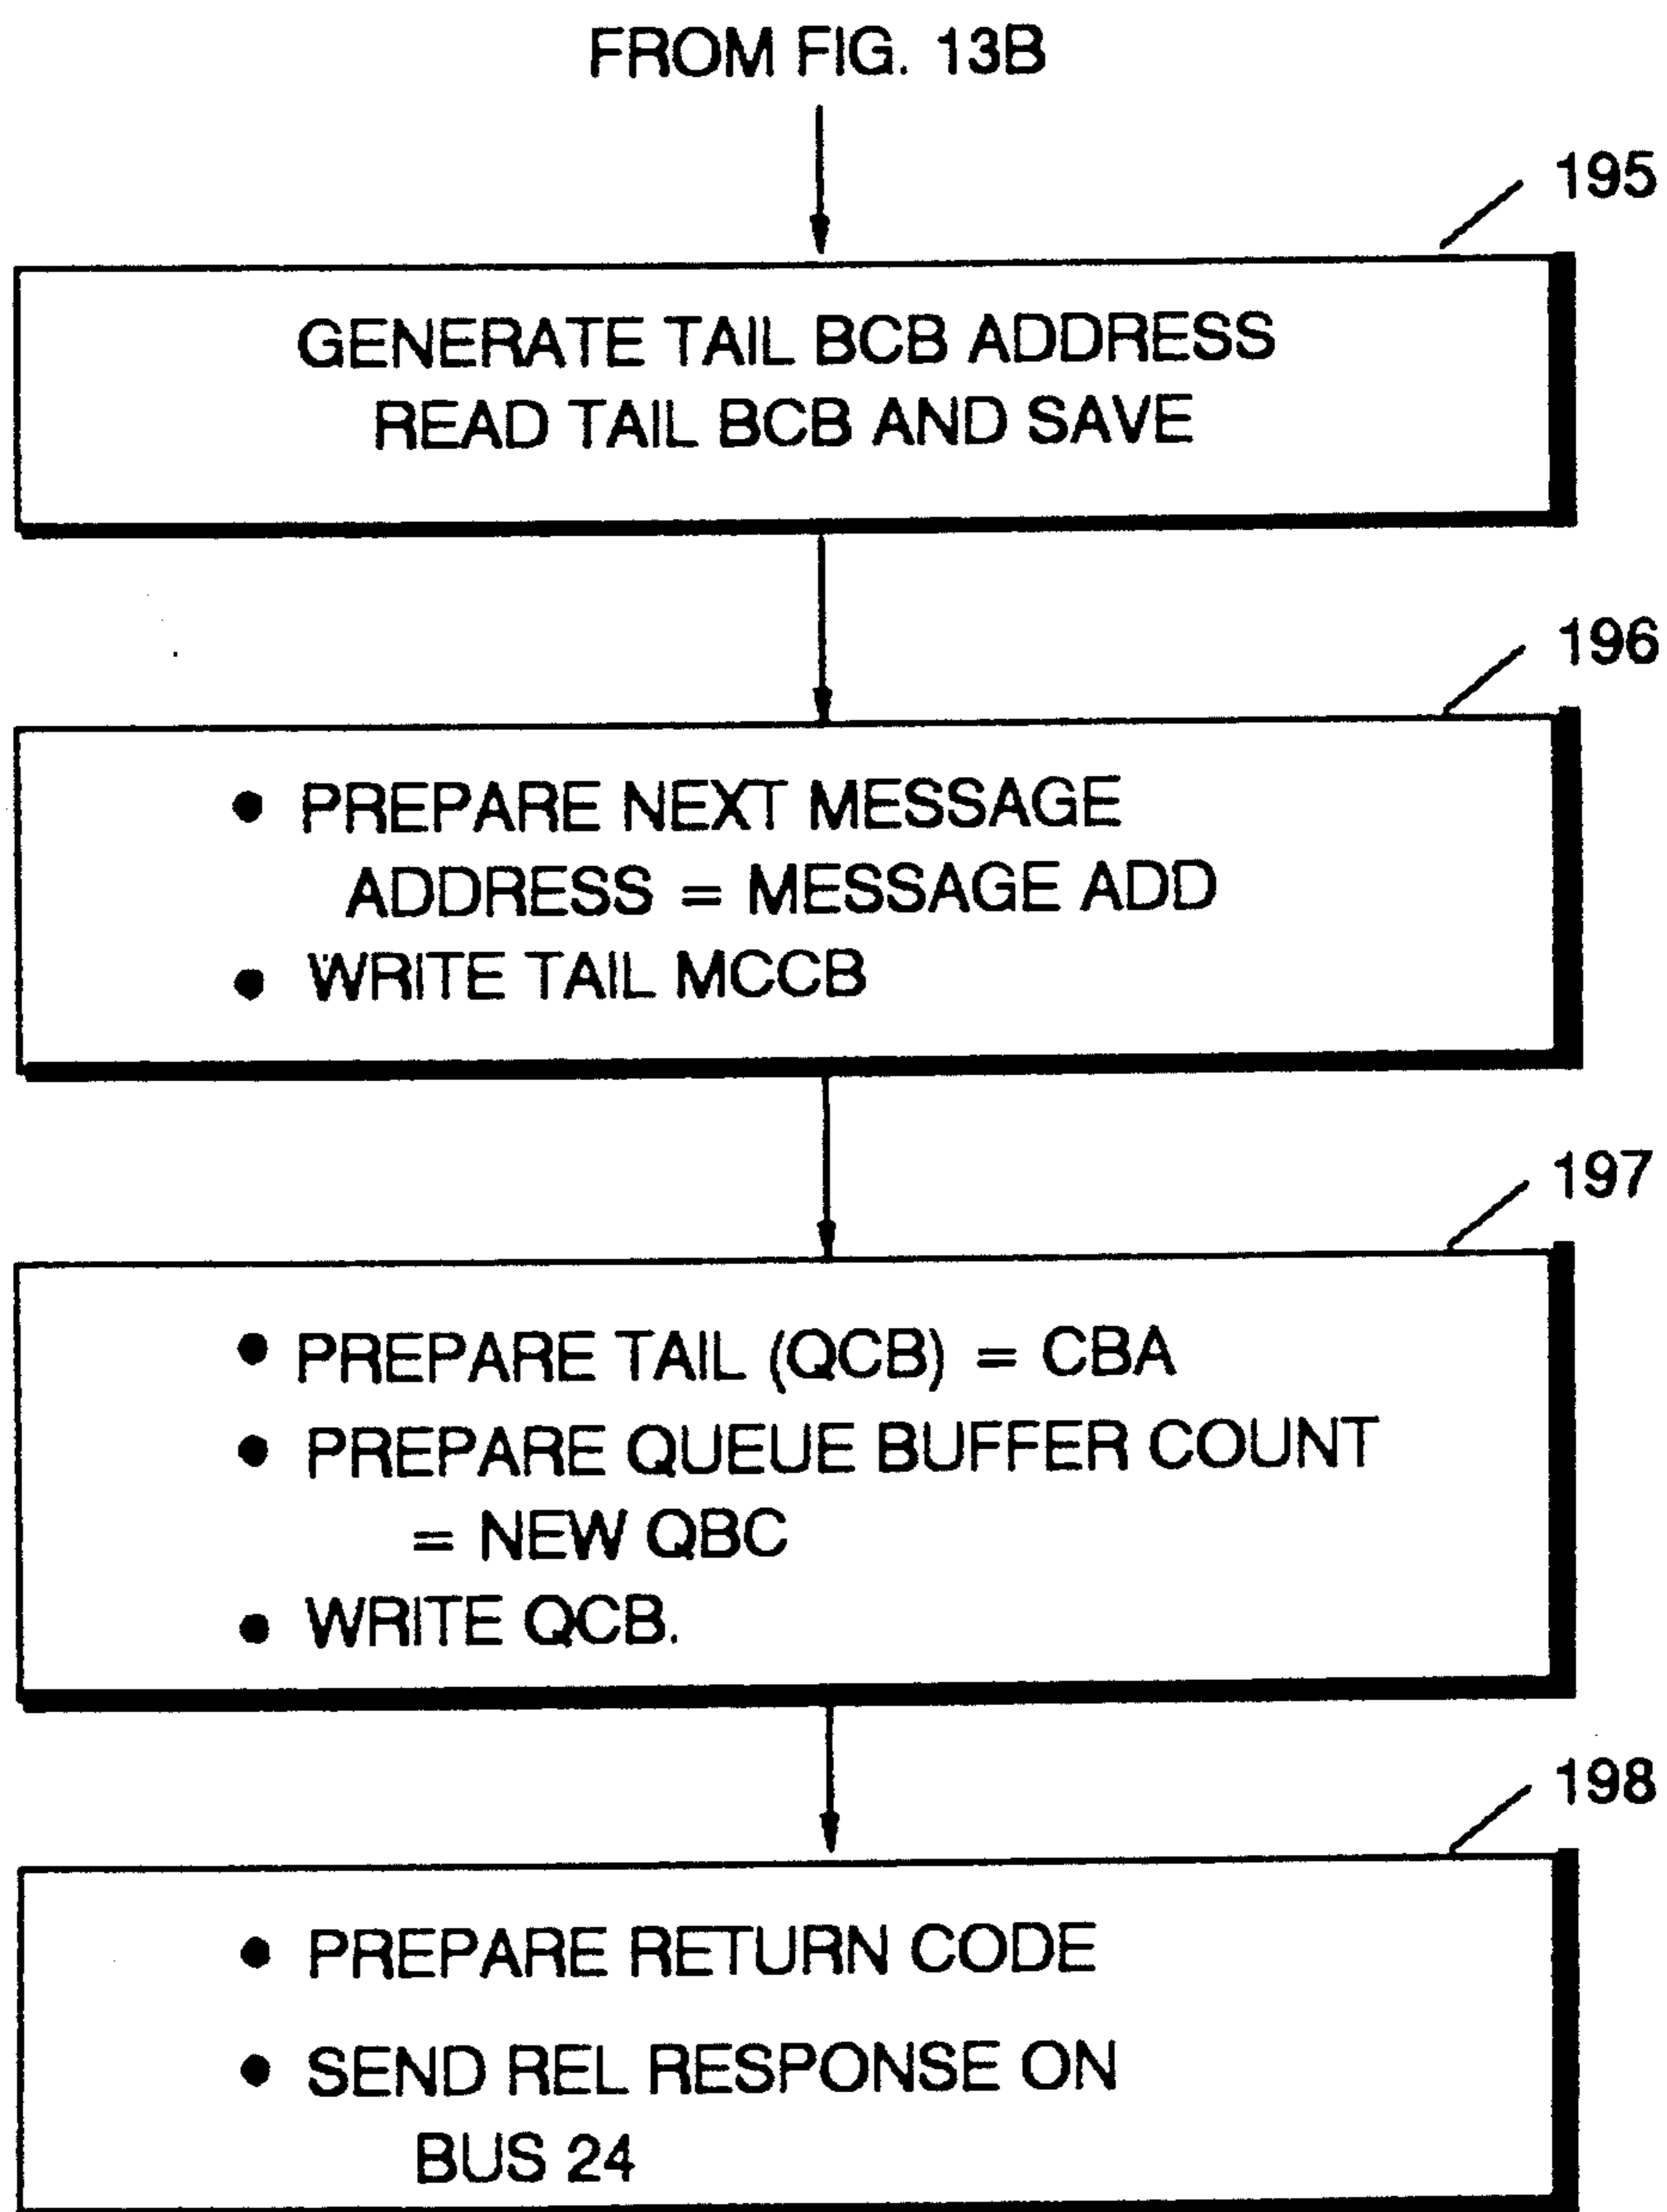 FROM FIG. 13B
195
GENERATE TAIL BCB ADDRESS
READ TAIL BCB AND SAVE
196
• PREPARE NEXT MESSAGE
ADDRESS = MESSAGE ADD
• WRITE TAIL MCCB
197
• PREPARE TAIL (QCB) = CBA
• PREPARE QUEUE BUFFER COUNT
= NEW QBC
• WRITE QCB.
198
• PREPARE RETURN CODE
• SEND REL RESPONSE ON
BUS 24